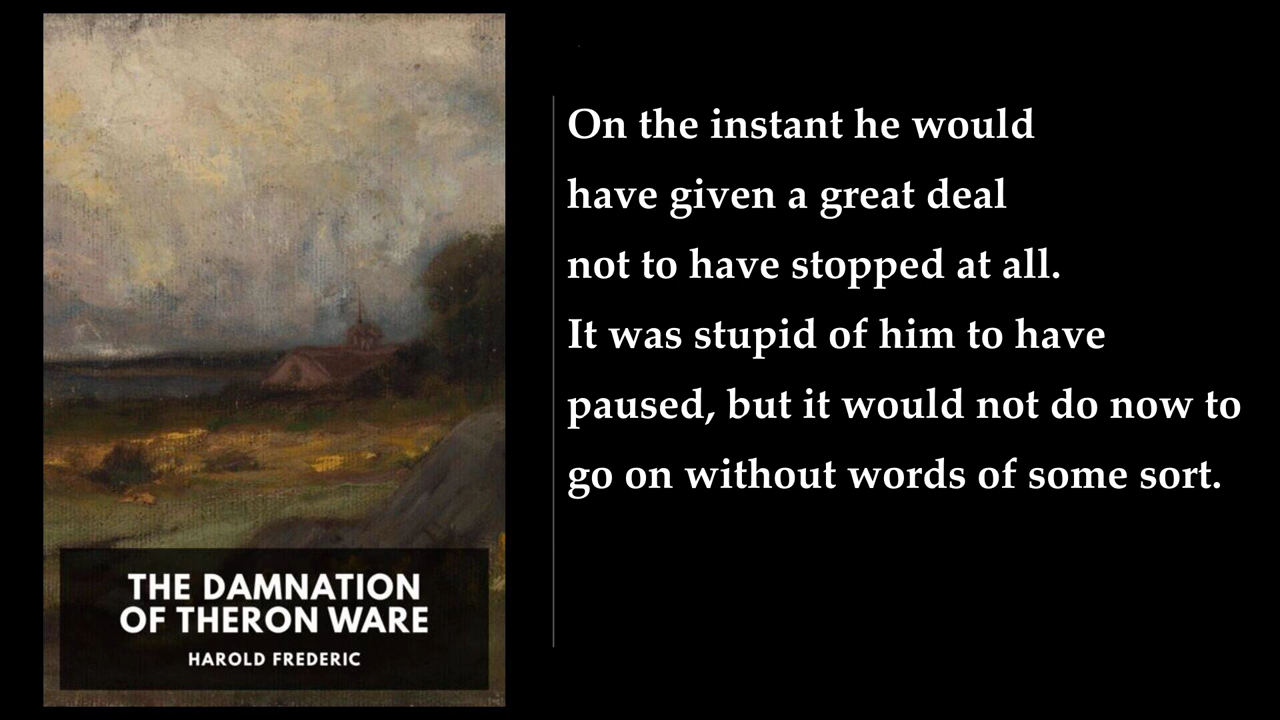 On the instant he would
have given a great deal
not to have stopped at all.
It was stupid of him to have
paused, but it would not do now to
go on without words of some sort.
THE DAMNATION
OF THERON WARE
HAROLD FREDERIC